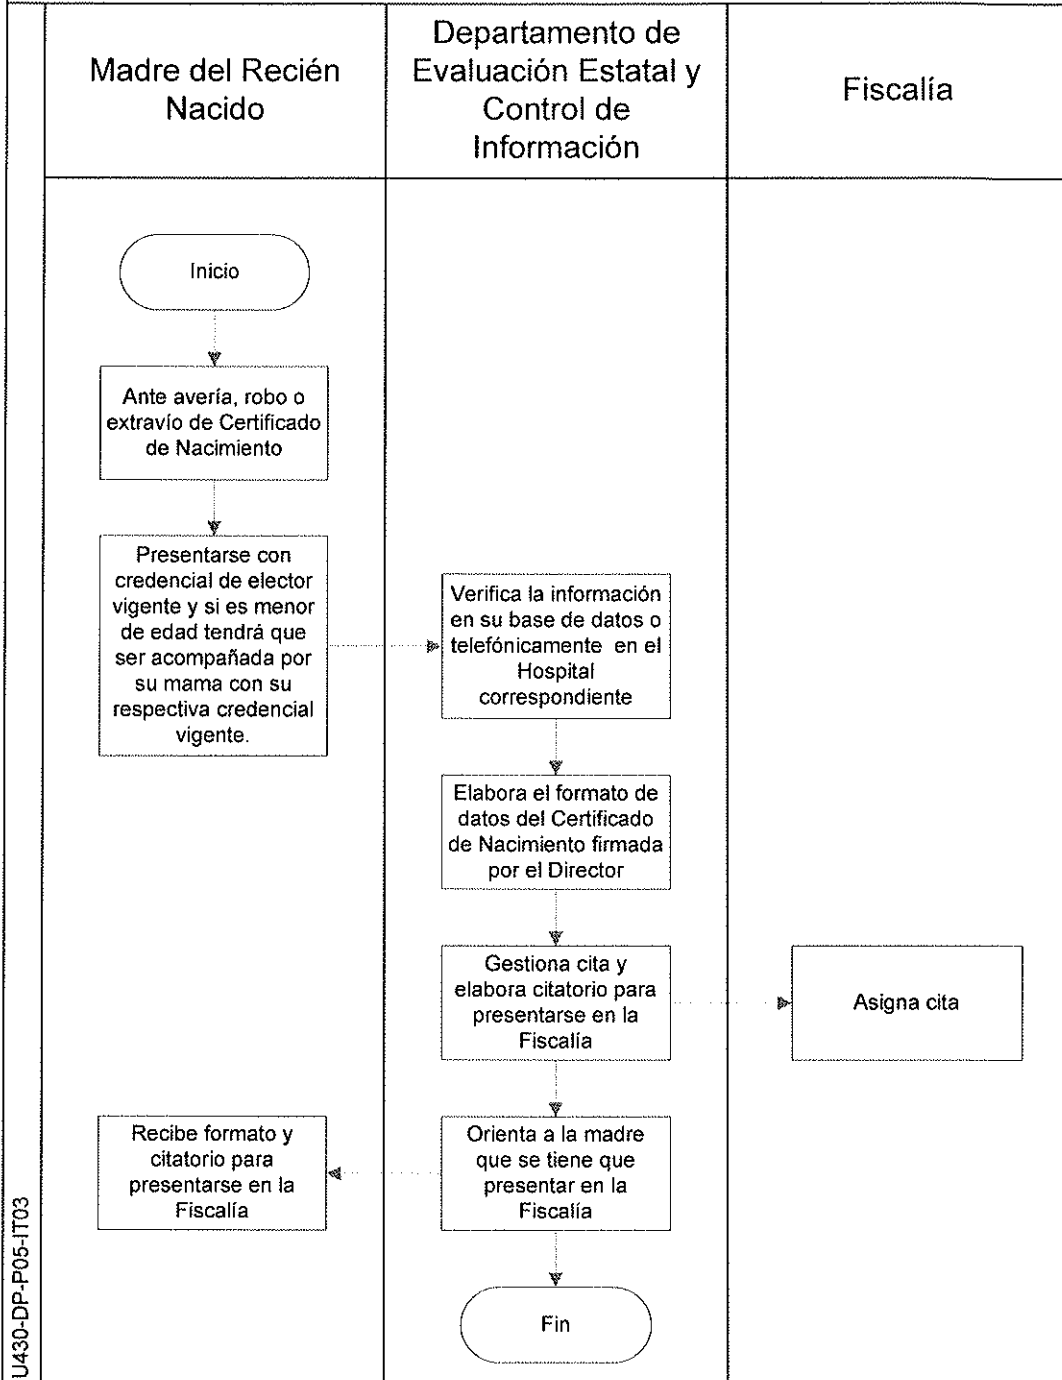 Madre del Recién
Nacido
Departamento de
Evaluación Estatal y
Control de
Información
Fiscalía
Inicio
Ante avería, robo o
extravío de Certificado
de Nacimiento
Presentarse con
credencial de elector
vigente y si es menor
de edad tendrá que
ser acompañada por
su mama con su
respectiva credencial
vigente.
Verifica la información
en su base de datos o
telefónicamente en el
Hospital
correspondiente
Elabora el formato de
datos del Certificado
de Nacimiento firmada
por el Director
Gestiona cita y
elabora citatorio para
presentarse en la
Fiscalía
Asigna cita
Orienta a la madre
que se tiene que
presentar en la
Fiscalía
Recibe formato y
citatorio para
presentarse en la
Fiscalía
Fin
U430-DP-P05-IT03